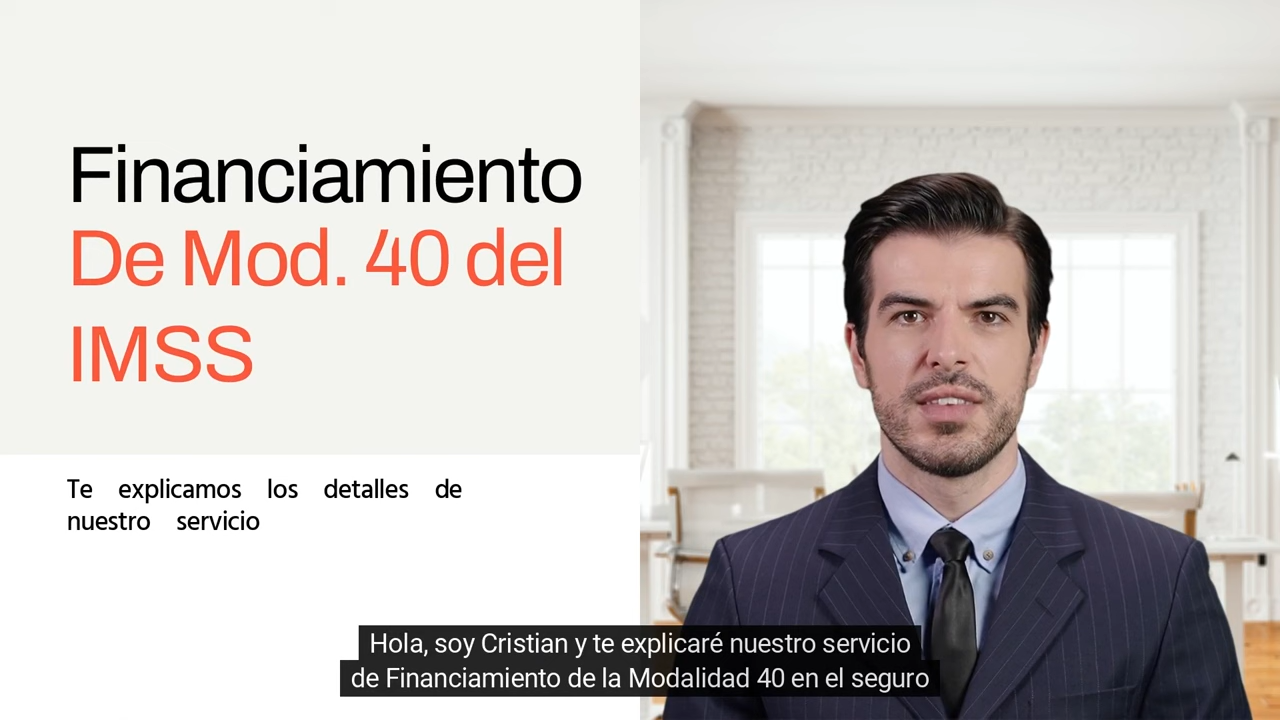 Financiamiento
De Mod. 40 del
IMSS
Te explicamos los detalles de
nuestro servicio
Hola, soy Cristian y te explicaré nuestro servicio
de Financiamiento de la Modalidad 40 en el seguro